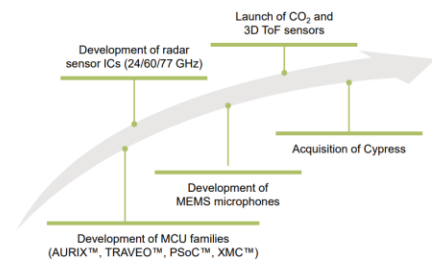 Launch of CO₂ and
3D ToF sensors
Development of radar
sensor ICs (24/60/77 GHz)
Acquisition of Cypress
Development of
MEMS microphones
Development of MCU families
(AURIX™, TRAVEO™, PSoC™, XMC™)